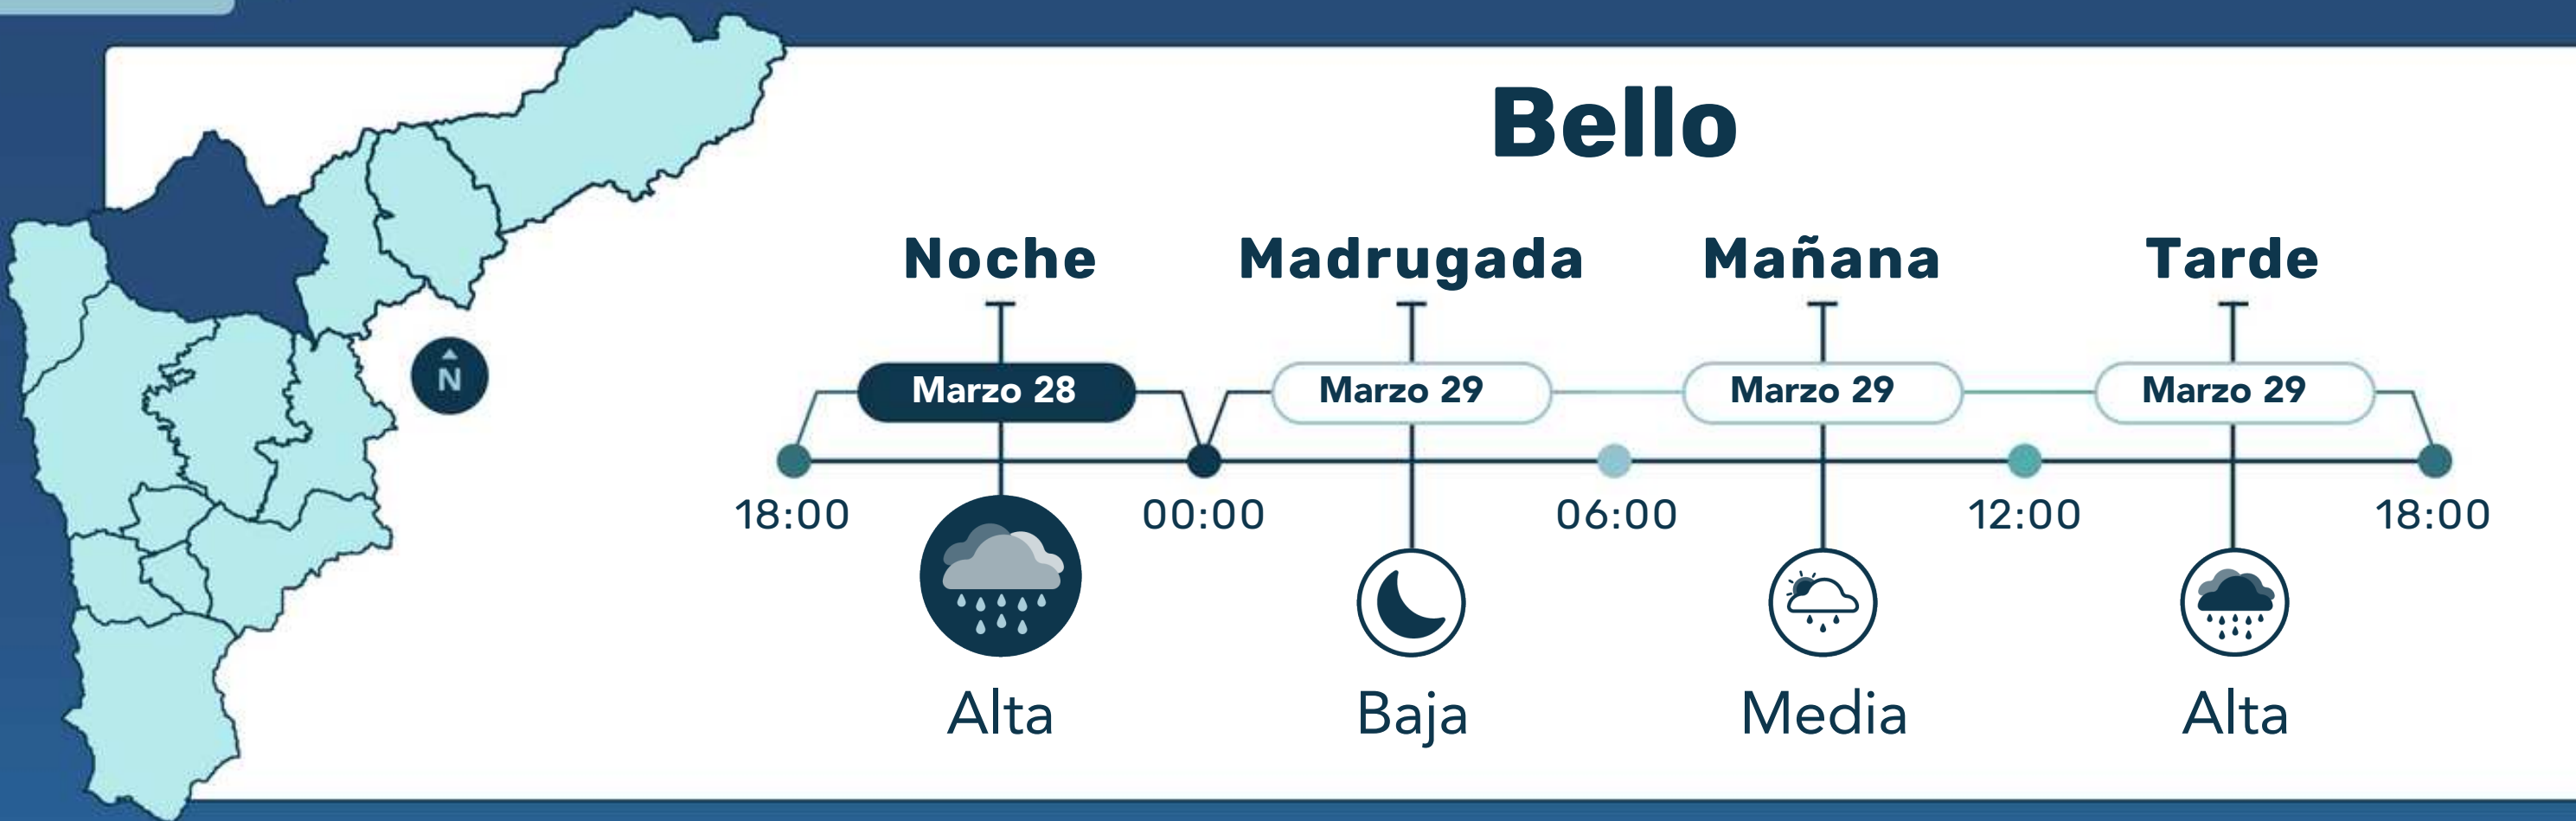 Bello
Noche Madrugada Mañana Tarde
Marzo 28 Marzo 29 Marzo 29 Marzo 29
N
18:00 00:00 06:00 12:00 18:00
Alta Baja Media Alta